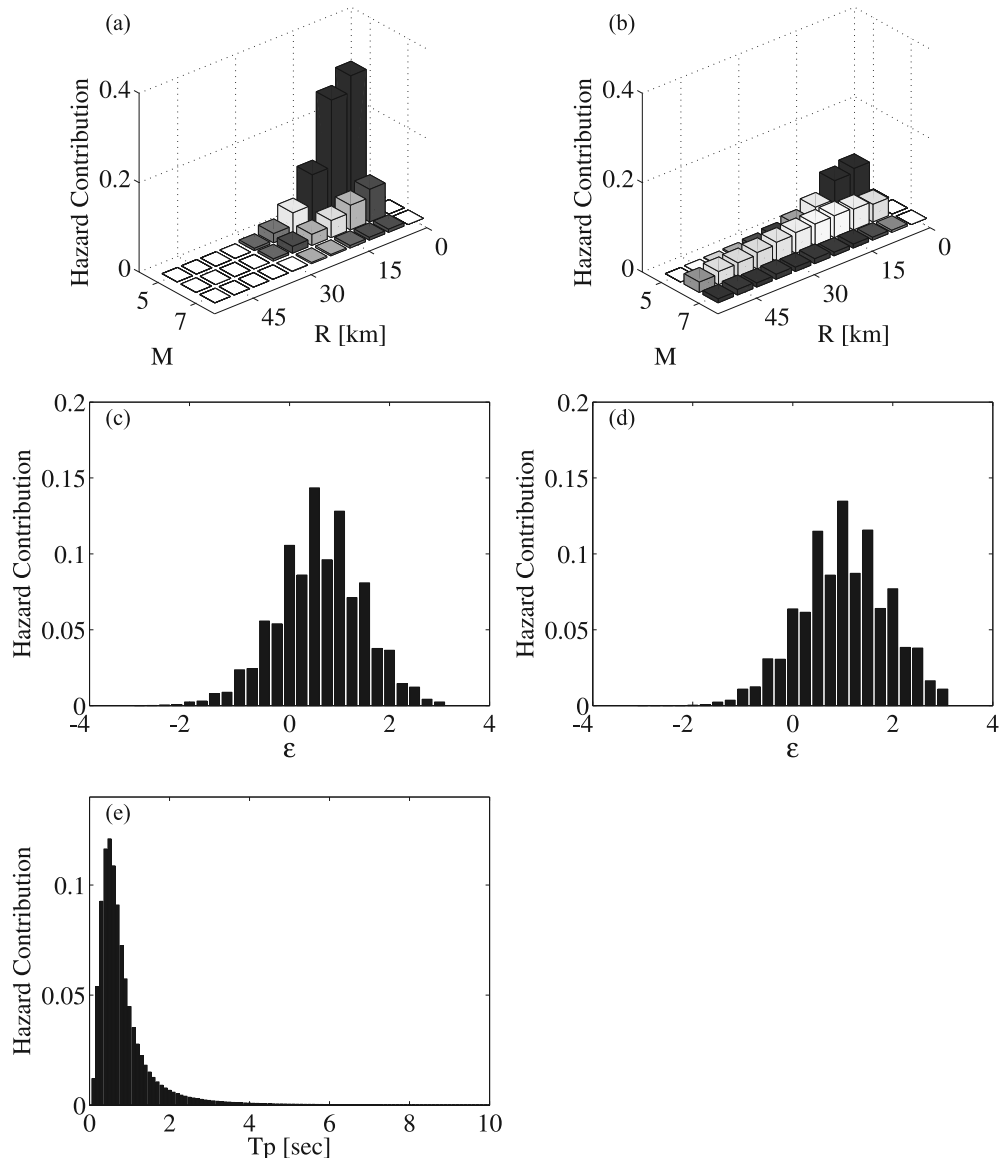 (a)
Hazard Contribution
0.4
0.2
0
5
7
M
45
30
15
0
R [km]
(b)
Hazard Contribution
0.4
0.2
0
5
7
M
45
30
15
0
R [km]
(c)
Hazard Contribution
0.2
0.15
0.1
0.05
0
-4 -2 0 2 4
ε
(d)
Hazard Contribution
0.2
0.15
0.1
0.05
0
-4 -2 0 2 4
ε
(e)
Hazard Contribution
0.1
0.05
0
0 2 4 6 8 10
Tp [sec]